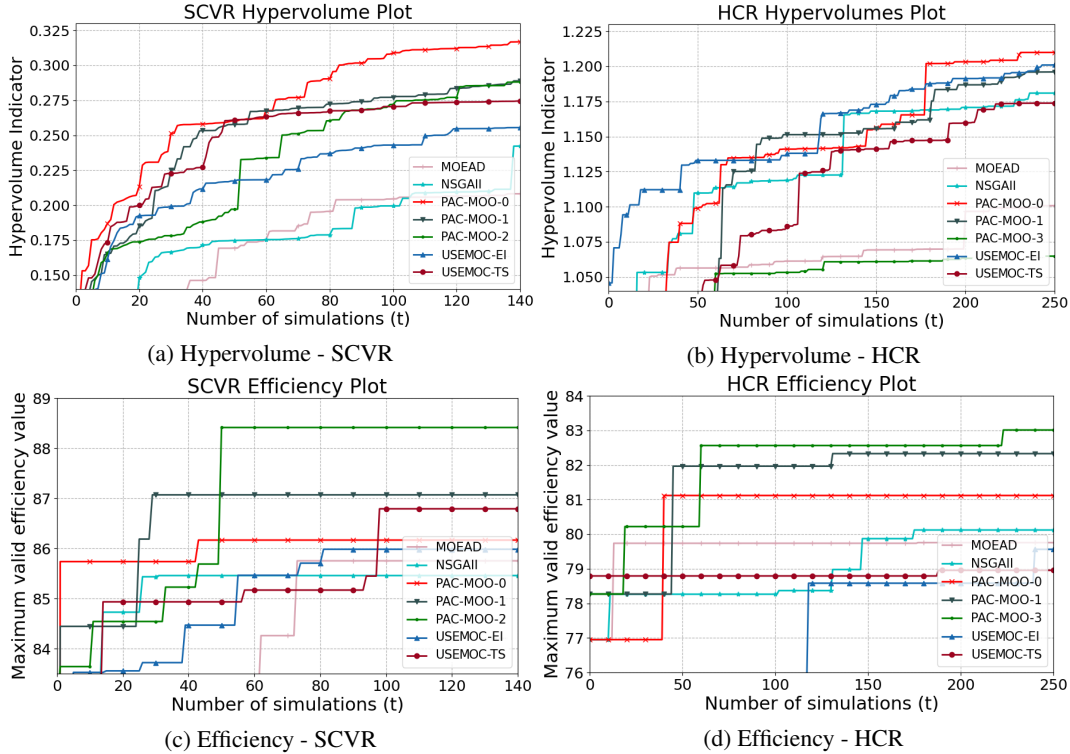 SCVR Hypervolume Plot
Hypervolume Indicator
0.325
0.300
0.275
0.250
0.225
0.200
0.175
0.150
0
20
40
60
80
100
120
140
Number of simulations (t)
MOEAD
NSGAII
PAC-MOO-0
PAC-MOO-1
PAC-MOO-2
USEMOC-EI
USEMOC-TS
(a) Hypervolume - SCVR
HCR Hypervolumes Plot
Hypervolume Indicator
1.225
1.200
1.175
1.150
1.125
1.100
1.075
1.050
0
50
100
150
200
250
Number of simulations (t)
MOEAD
NSGAII
PAC-MOO-0
PAC-MOO-1
PAC-MOO-3
USEMOC-EI
USEMOC-TS
(b) Hypervolume - HCR
SCVR Efficiency Plot
Maximum valid efficiency value
89
88
87
86
85
84
0
20
40
60
80
100
120
140
Number of simulations (t)
MOEAD
NSGAII
PAC-MOO-0
PAC-MOO-1
PAC-MOO-2
USEMOC-EI
USEMOC-TS
(c) Efficiency - SCVR
HCR Efficiency Plot
Maximum valid efficiency value
84
83
82
81
80
79
78
77
76
0
50
100
150
200
250
Number of simulations (t)
MOEAD
NSGAII
PAC-MOO-0
PAC-MOO-1
PAC-MOO-3
USEMOC-EI
USEMOC-TS
(d) Efficiency - HCR